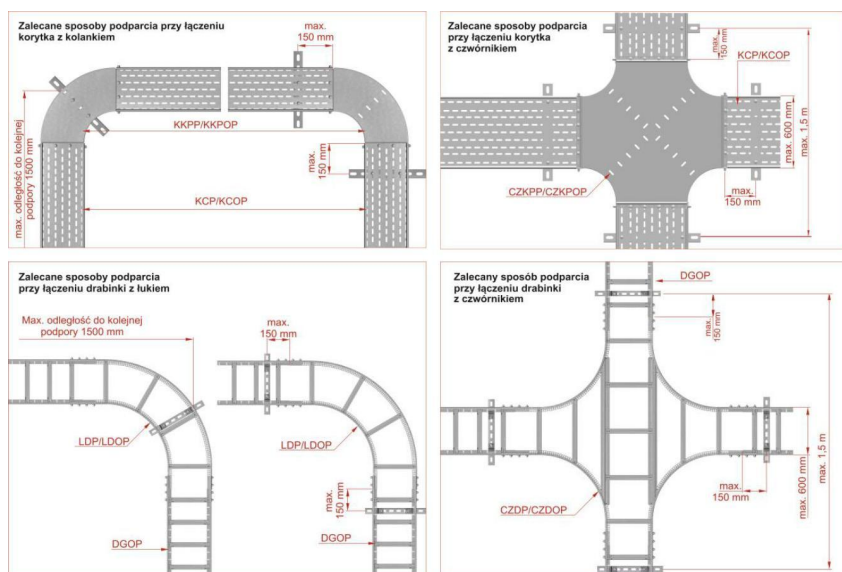 Zalecane sposoby podparcia przy łączeniu
korytka z kolankiem
max.
150 mm
KKPP/KKPOP
max.
150 mm
max. odległość do kolejnej
podpory 1500 mm
KCP/KCOP
Zalecane sposoby podparcia
przy łączeniu korytka
z czwórnikiem
max.
150 mm
KCP/KCOP
max. 600 mm
max. 1,5 m
CZKPP/CZKPOP
max.
150 mm
Zalecane sposoby podparcia
przy łączeniu drabinki z łukiem
Max. odległość do kolejnej
podpory 1500 mm
max.
150 mm
LDP/LDOP
LDP/LDOP
max.
150 mm
DGOP
DGOP
Zalecany sposób podparcia
przy łączeniu drabinki
z czwórnikiem
DGOP
max.
150 mm
max. 600 mm
max. 1,5 m
max.
150 mm
CZDP/CZDOP